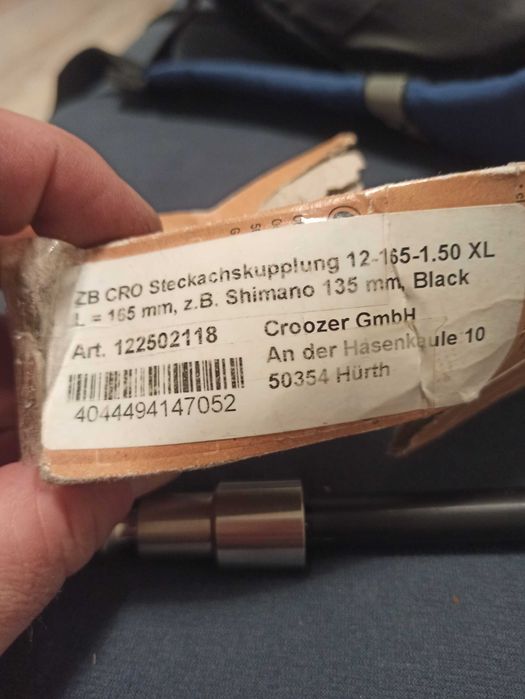 ZB CRO Steckachskupplung 12-165-1.50 XL
L = 165 mm, z.B. Shimano 135 mm, Black
Art. 122502118
Croozer GmbH
An der Hasenkaule 10
50354 Hürth
4044494147052